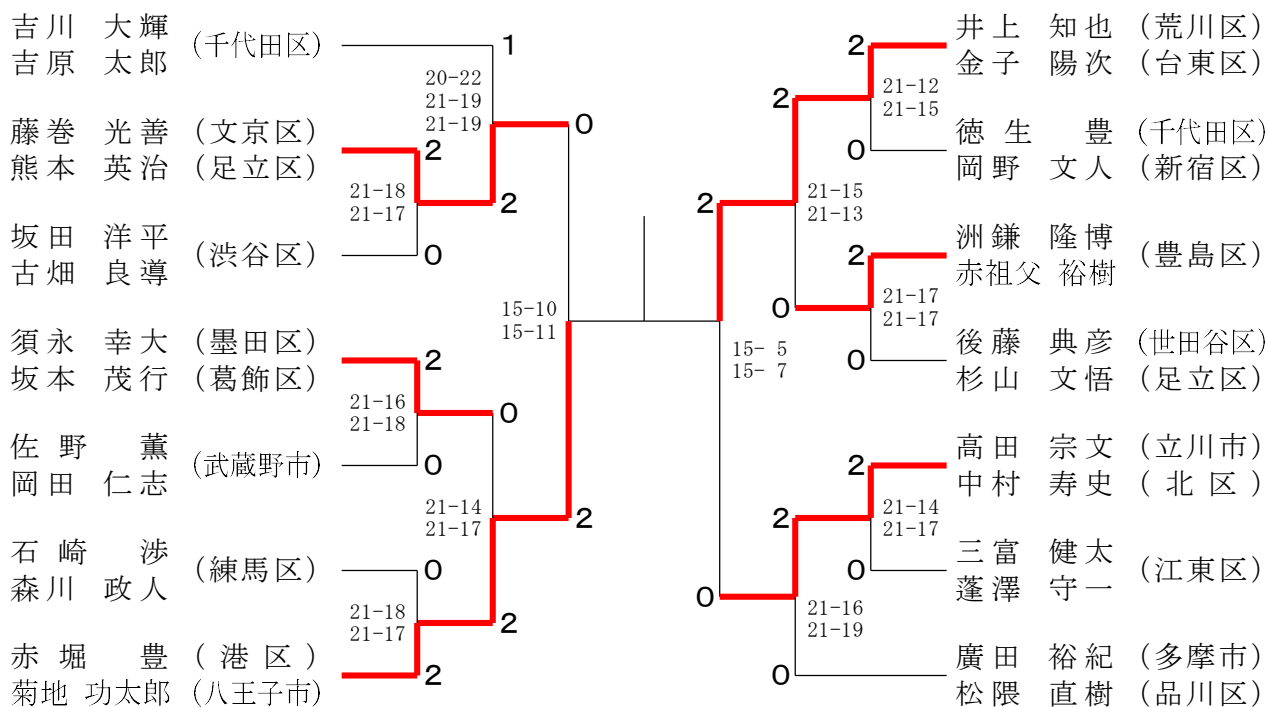 吉川 大輝
吉原 太郎
(千代田区)
藤巻 光善 (文京区)
熊本 英治 (足立区)
坂田 洋平
古畑 良導
(渋谷区)
須永 幸大 (墨田区)
坂本 茂行 (葛飾区)
佐野 薫
岡田 仁志
(武蔵野市)
石崎 渉
森川 政人
(練馬区)
赤堀 豊 (港区)
菊地 功太郎 (八王子市)
1
20-22
21-19
21-19
0
2
21-18
21-17
2
0
15-10
15-11
2
21-16
21-18
0
0
21-14
21-17
2
0
21-18
21-17
2
2
2
21-12
21-15
2
0
21-15
21-13
2
2
21-17
21-17
0
0
15- 5
15- 7
2
21-14
21-17
2
0
0
21-16
21-19
0
井上 知也 (荒川区)
金子 陽次 (台東区)
徳生 豊 (千代田区)
岡野 文人 (新宿区)
洲鎌 隆博
赤祖父 裕樹
(豊島区)
後藤 典彦 (世田谷区)
杉山 文悟 (足立区)
高田 宗文 (立川市)
中村 寿史 (北区)
三富 健太
蓬澤 守一
(江東区)
廣田 裕紀 (多摩市)
松隈 直樹 (品川区)